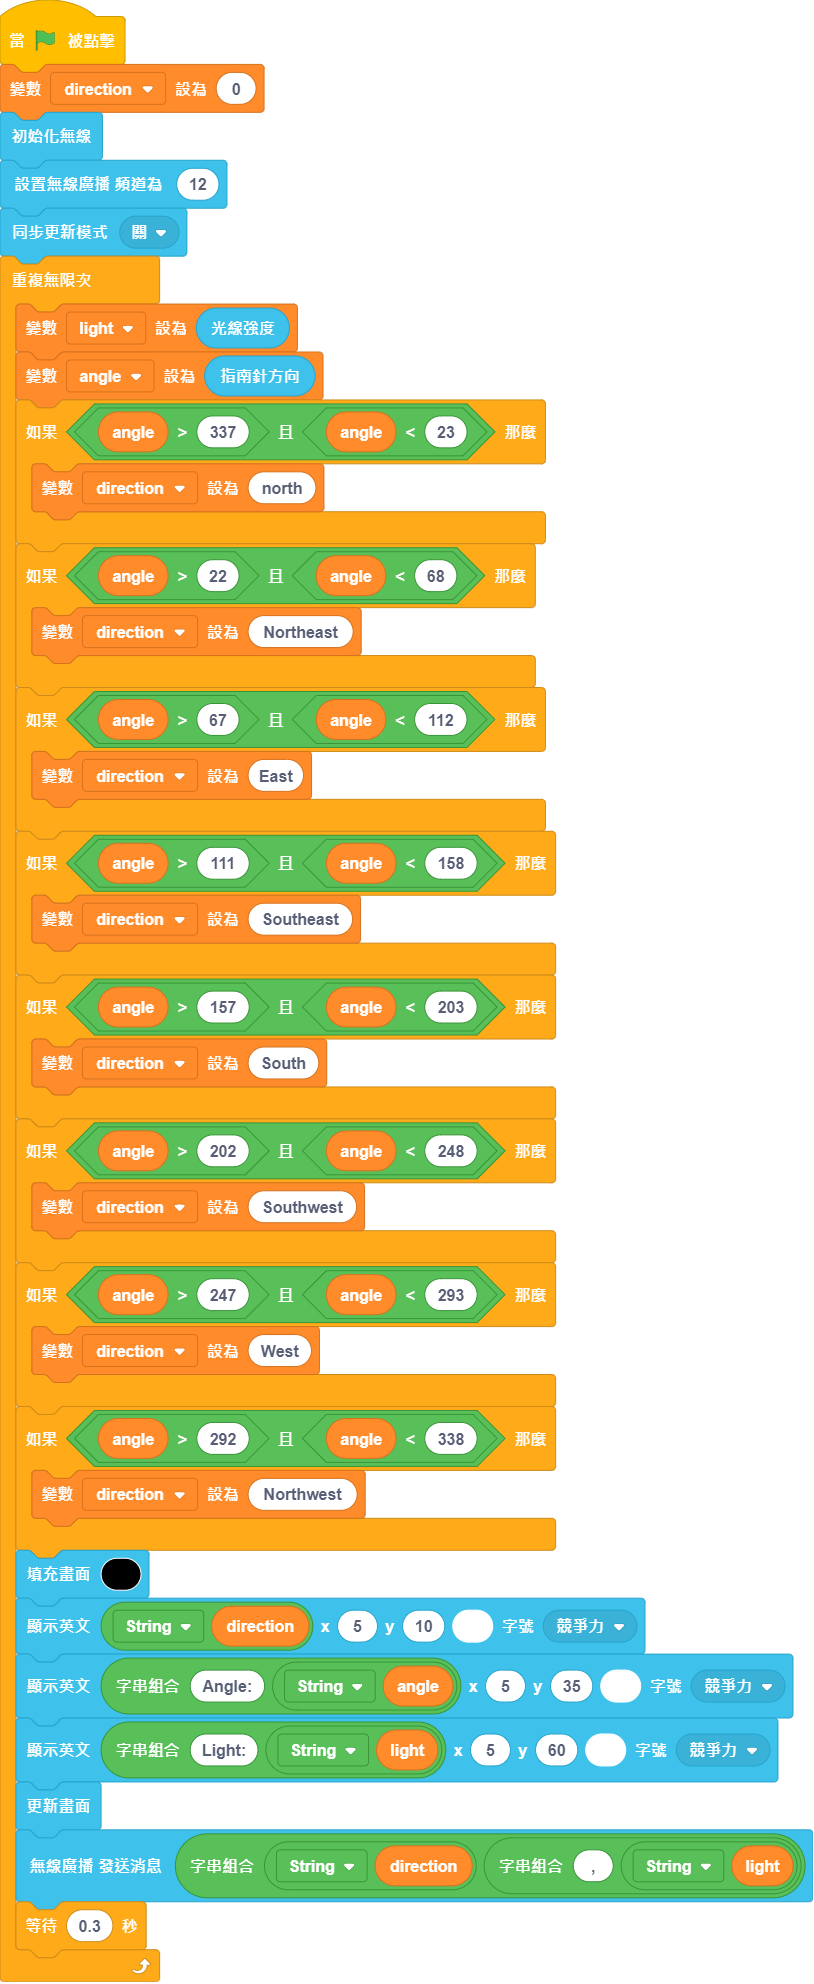 當 被點擊
變數 direction 設為 0
初始化無線
設置無線廣播 頻道為 12
同步更新模式 關
重複無限次
變數 light 設為 光線強度
變數 angle 設為 指南針方向
如果 angle > 337 且 angle < 23 那麼
變數 direction 設為 north
如果 angle > 22 且 angle < 68 那麼
變數 direction 設為 Northeast
如果 angle > 67 且 angle < 112 那麼
變數 direction 設為 East
如果 angle > 111 且 angle < 158 那麼
變數 direction 設為 Southeast
如果 angle > 157 且 angle < 203 那麼
變數 direction 設為 South
如果 angle > 202 且 angle < 248 那麼
變數 direction 設為 Southwest
如果 angle > 247 且 angle < 293 那麼
變數 direction 設為 West
如果 angle > 292 且 angle < 338 那麼
變數 direction 設為 Northwest
填充畫面
顯示英文 String direction x 5 y 10 字號 競爭力
顯示英文 字串組合 Angle: String angle x 5 y 35 字號 競爭力
顯示英文 字串組合 Light: String light x 5 y 60 字號 競爭力
更新畫面
無線廣播 發送消息 字串組合 String direction 字串組合 , String light
等待 0.3 秒